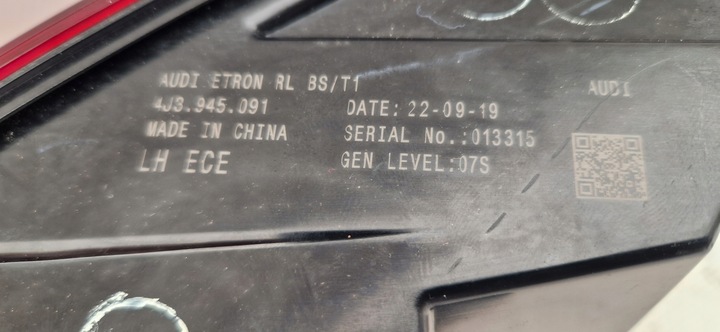 AUDI ETRON RL BS/T1
4J3.945.091
MADE IN CHINA
LH ECE
DATE: 22-09-19
SERIAL No.:013315
GEN LEVEL:07S
AUDI